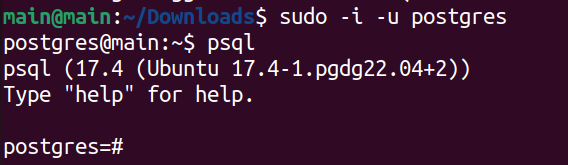 main@main:~/Downloads$ sudo -i -u postgres
postgres@main:~$ psql
psql (17.4 (Ubuntu 17.4-1.pgdg22.04+2))
Type "help" for help.
postgres=#